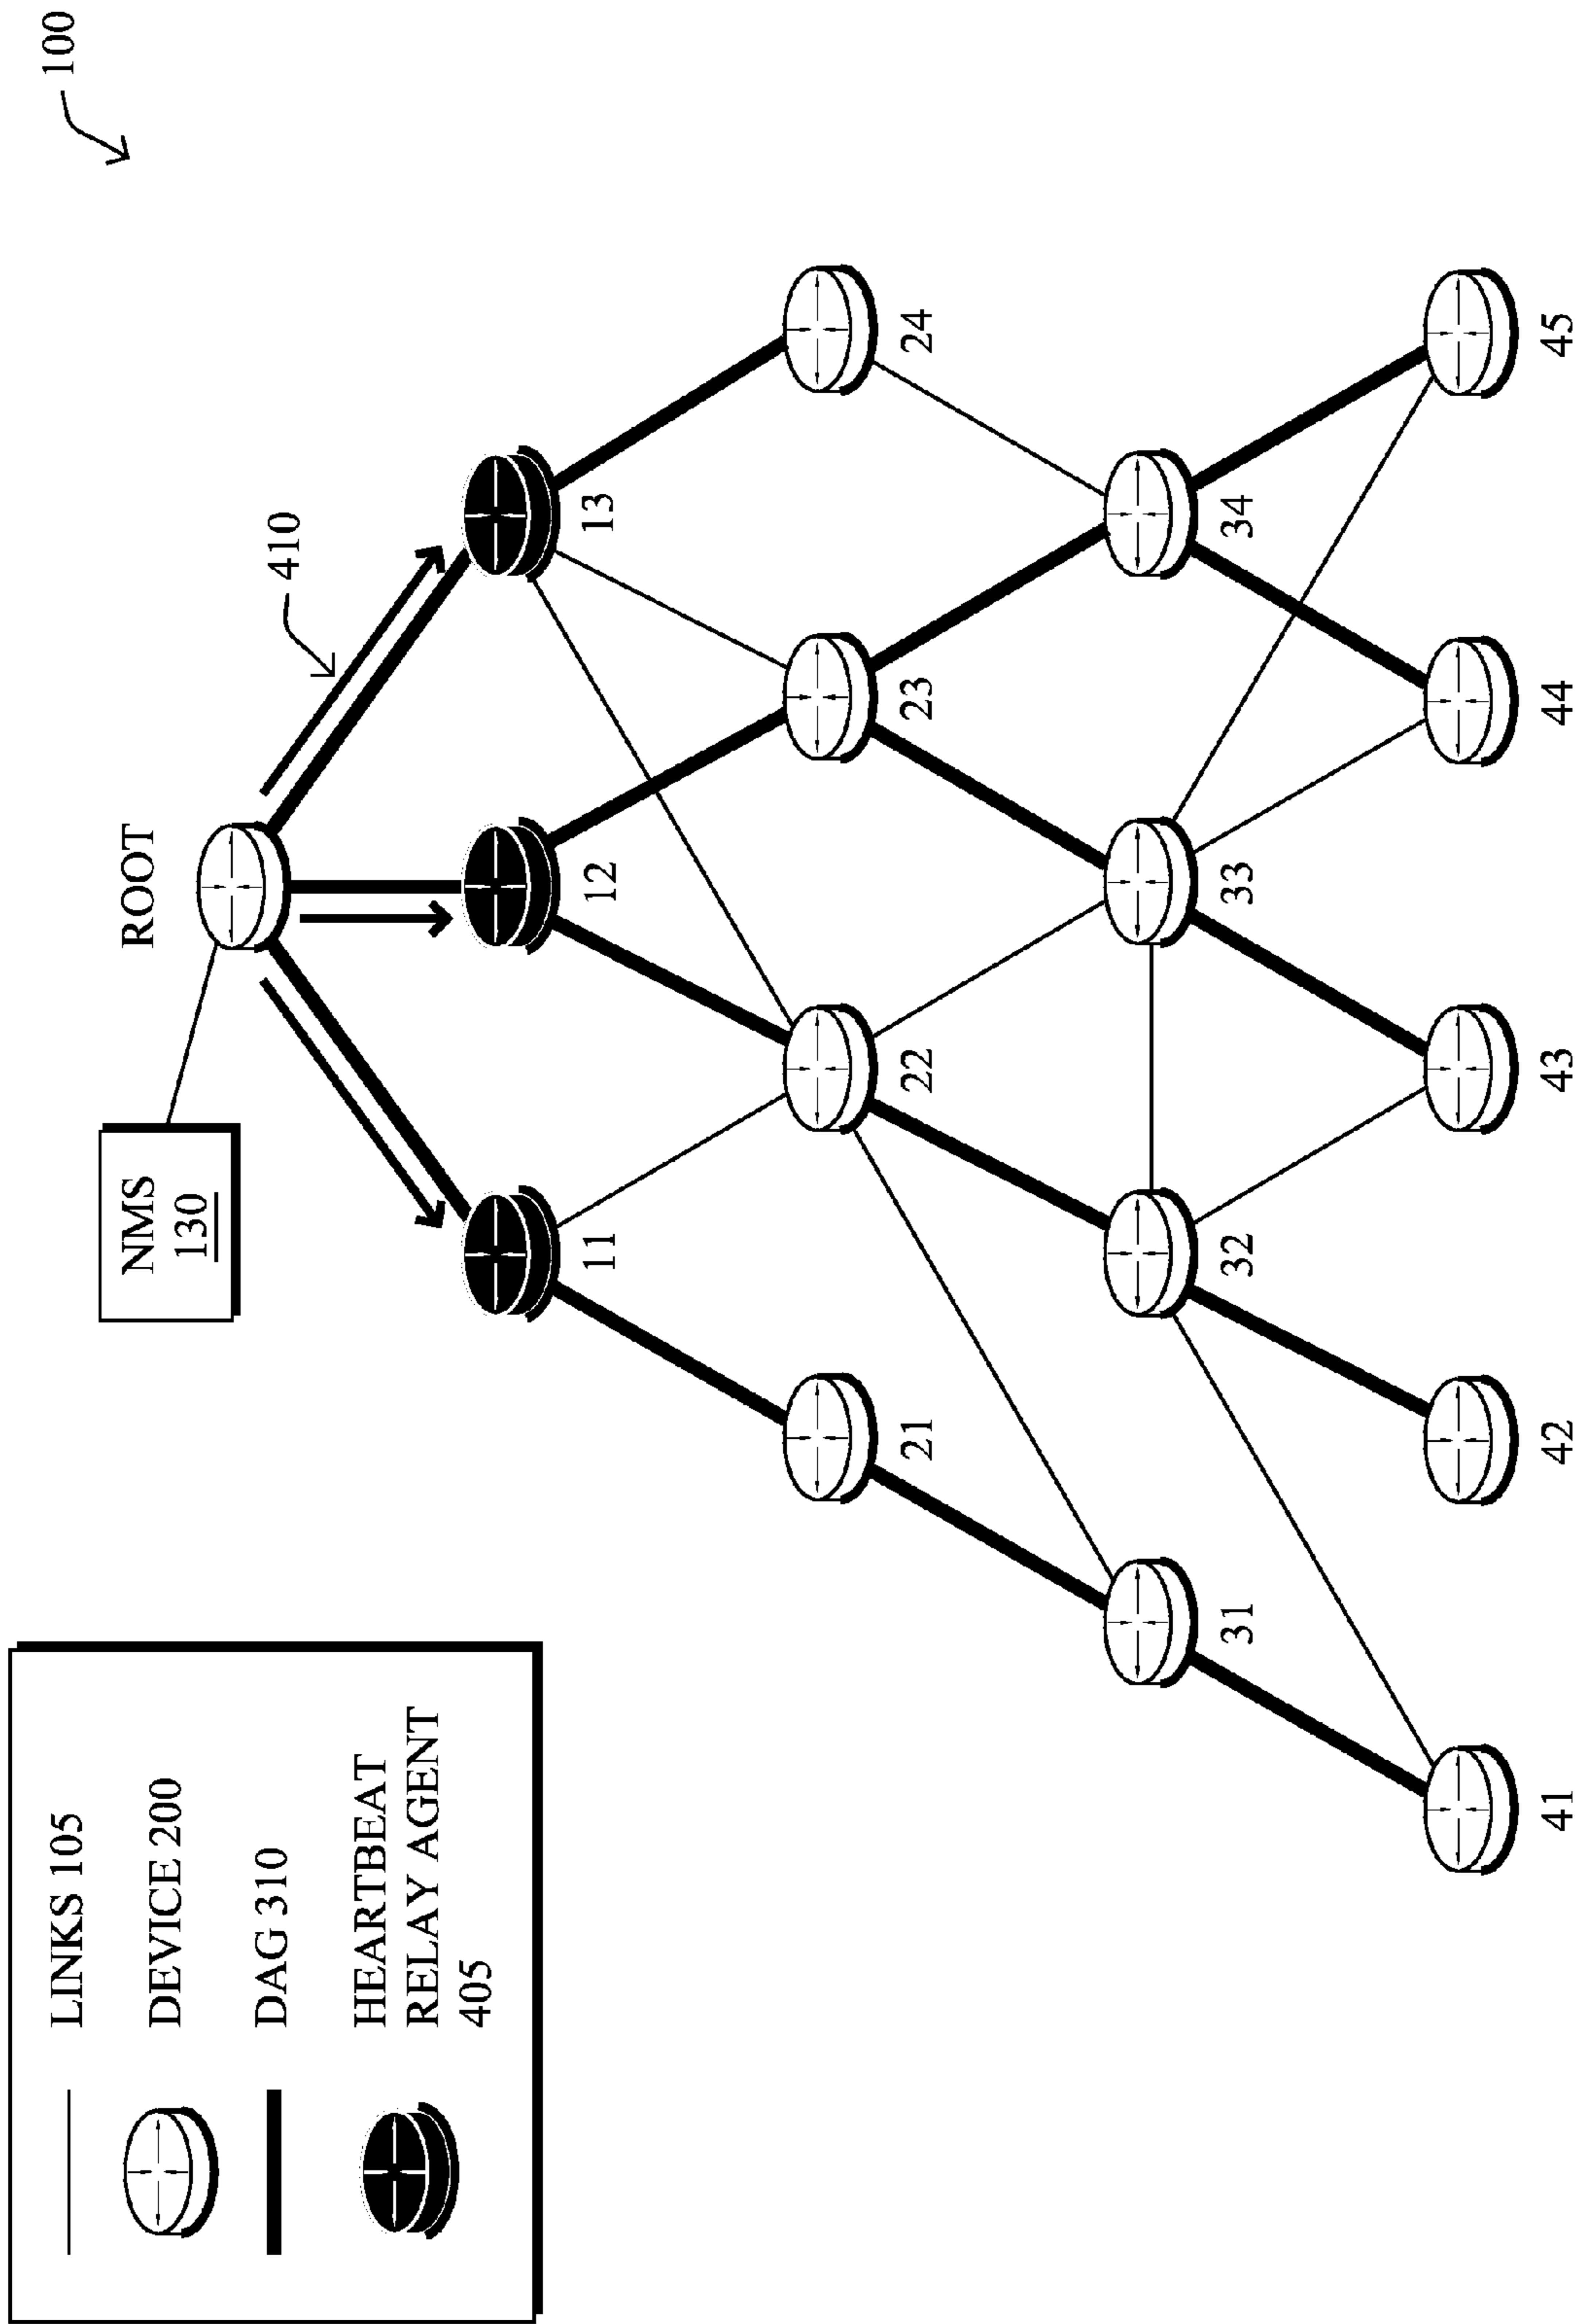 100
LINKS 105
DEVICE 200
DAG 310
HEARTBEAT
RELAY AGENT
405
NMS
130
ROOT
410
11
12
13
21
22
23
24
31
32
33
34
41
42
43
44
45